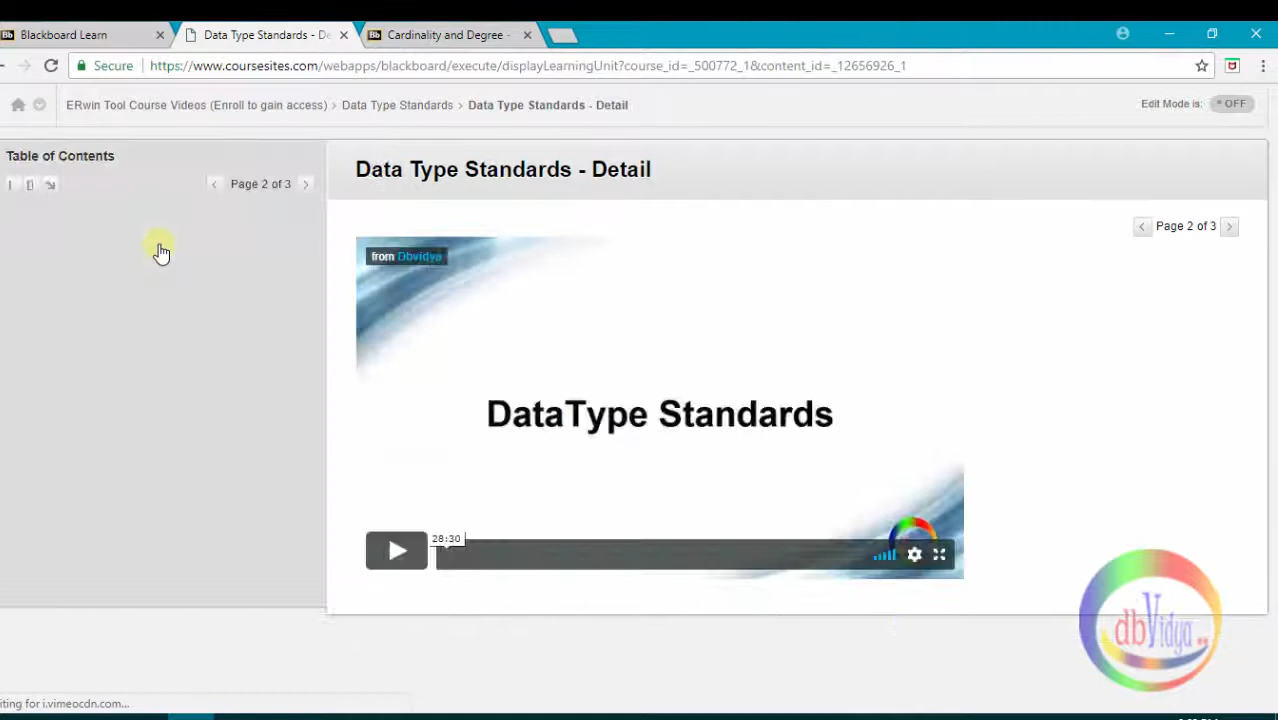 Blackboard Learn
Data Type Standards - De
Cardinality and Degree -
Secure https://www.coursesites.com/webapps/blackboard/execute/displayLearningUnit?course_id=_500772_1&content_id=_12656926_1
ERwin Tool Course Videos (Enroll to gain access) > Data Type Standards > Data Type Standards - Detail
Edit Mode is: OFF
Table of Contents
Page 2 of 3
Data Type Standards - Detail
Page 2 of 3
from Dbvidya
DataType Standards
28:30
dbVidya
iting for i.vimeocdn.com...